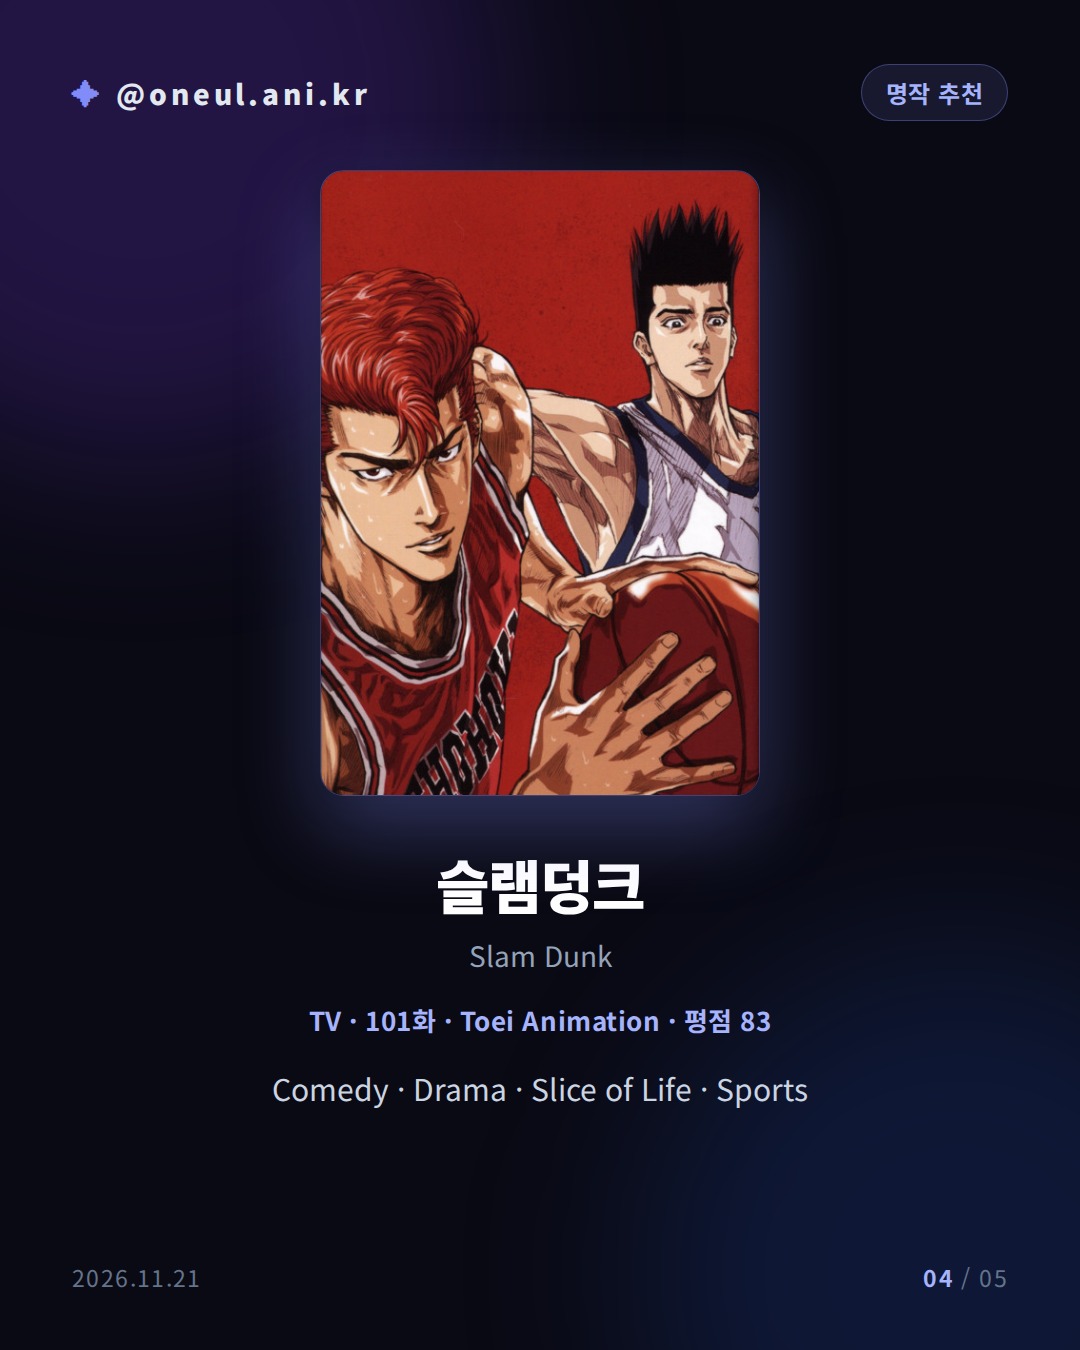 @oneul.ani.kr
명작 추천
슬램덩크
Slam Dunk
TV · 101화 · Toei Animation · 평점 83
Comedy · Drama · Slice of Life · Sports
2026.11.21
04 / 05